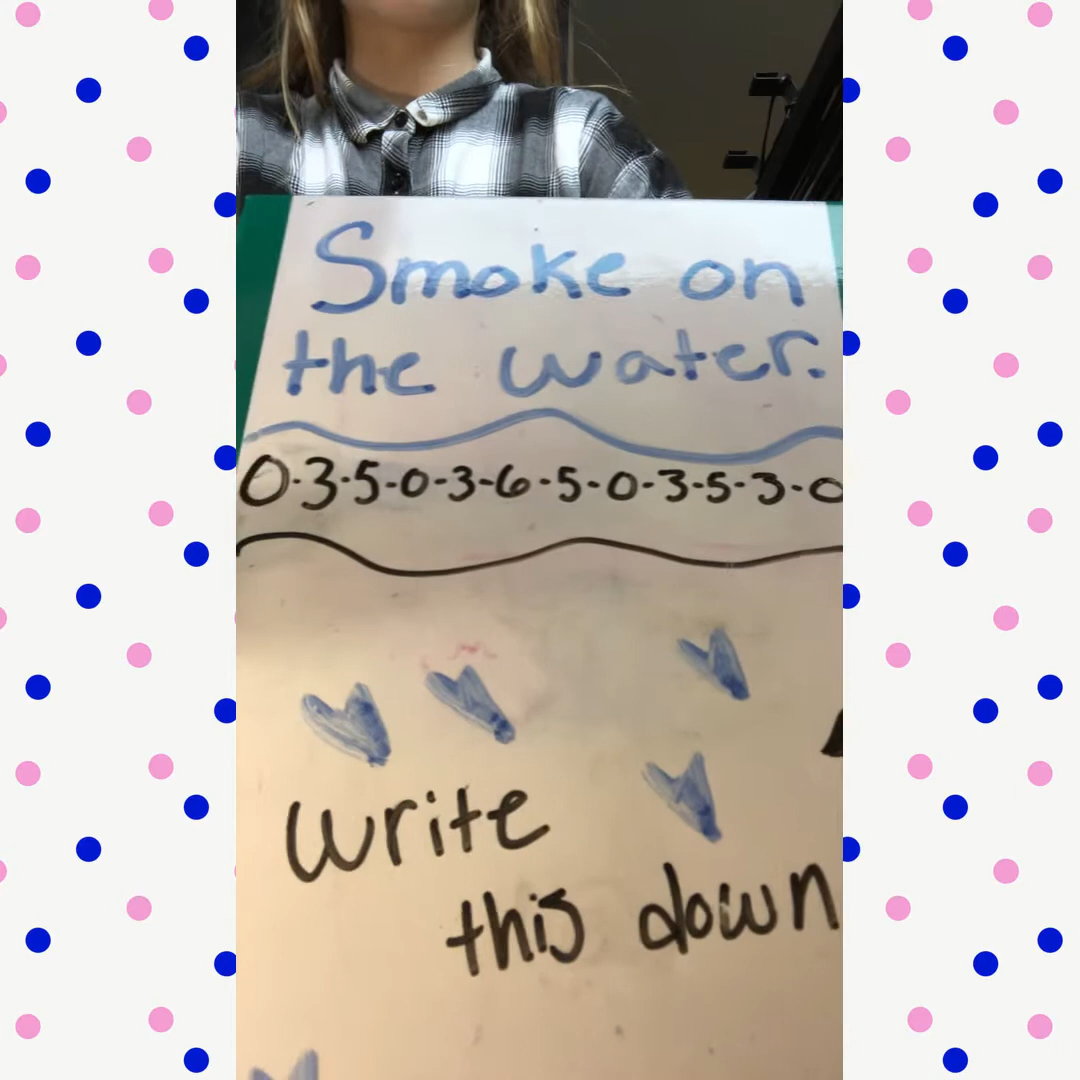 Smoke on
the water.
0-3-5-0-3-6-5-0-3-5-3-0
write
this down